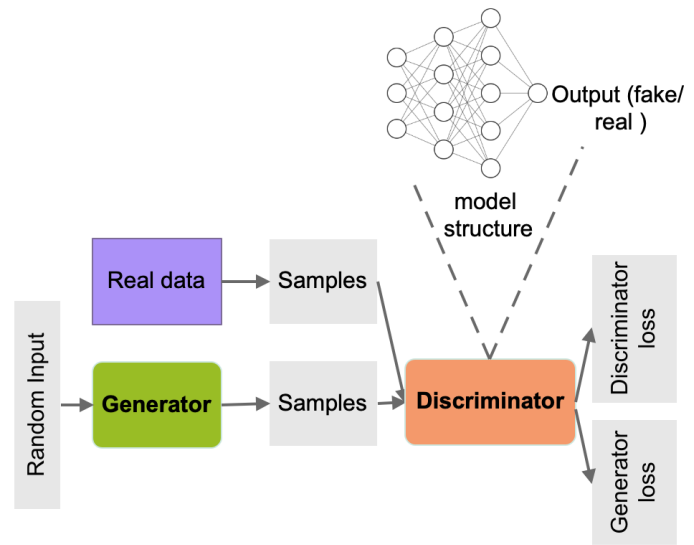 Output (fake/
real )
model
structure
Real data
Samples
Random Input
Generator
Samples
Discriminator
Discriminator
loss
Generator
loss